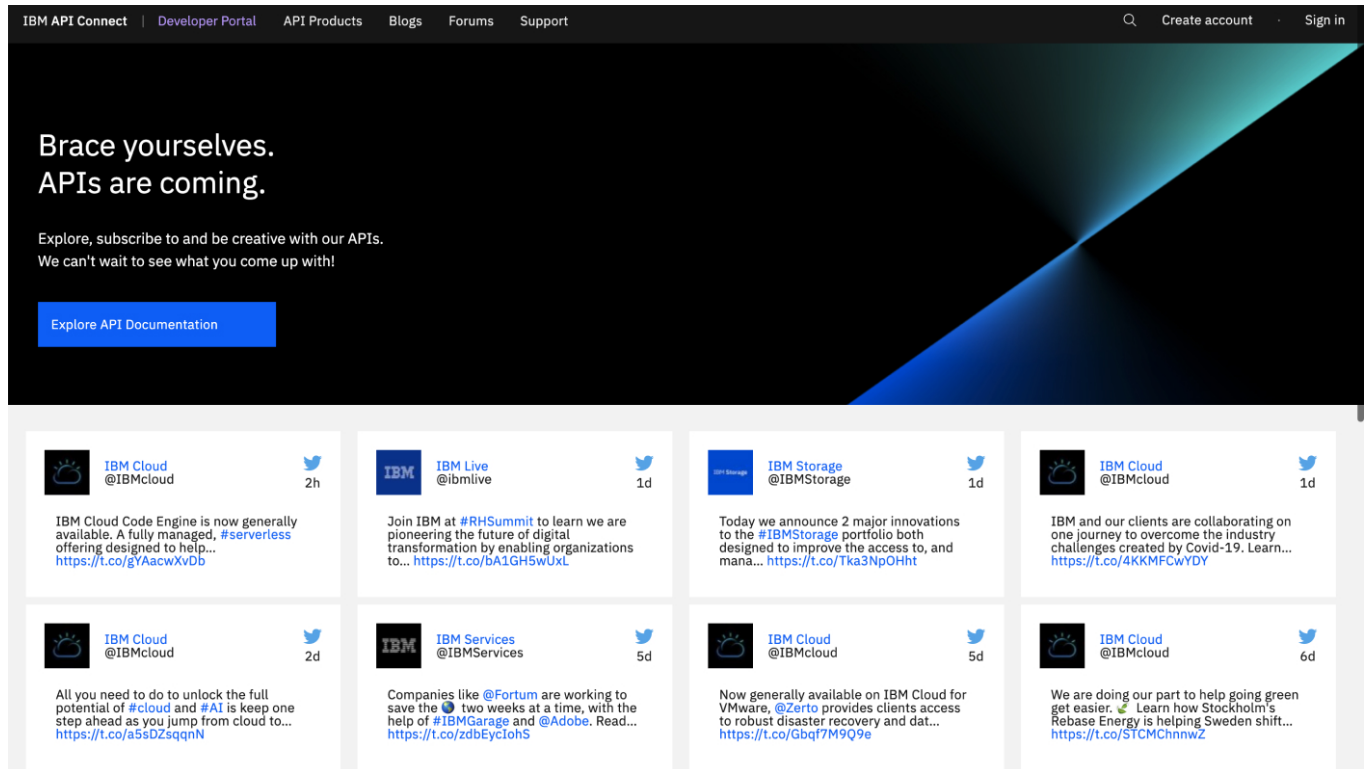 IBM API Connect | Developer Portal API Products Blogs Forums Support Create account · Sign in
Brace yourselves.
APIs are coming.
Explore, subscribe to and be creative with our APIs.
We can't wait to see what you come up with!
Explore API Documentation
IBM Cloud
@IBMcloud
2h
IBM Cloud Code Engine is now generally
available. A fully managed, #serverless
offering designed to help...
https://t.co/gYAacwXvDb
IBM
IBM Live
@ibmlive
1d
Join IBM at #RHSummit to learn we are
pioneering the future of digital
transformation by enabling organizations
to... https://t.co/bA1GH5wUxL
IBM Storage
IBM Storage
@IBMStorage
1d
Today we announce 2 major innovations
to the #IBMStorage portfolio both
designed to improve the access to, and
mana... https://t.co/Tka3NpOHht
IBM Cloud
@IBMcloud
1d
IBM and our clients are collaborating on
one journey to overcome the industry
challenges created by Covid-19. Learn...
https://t.co/4KKMFCwYDY
IBM Cloud
@IBMcloud
2d
All you need to do to unlock the full
potential of #cloud and #AI is keep one
step ahead as you jump from cloud to...
https://t.co/a5sDZsqqnN
IBM
IBM Services
@IBMServices
5d
Companies like @Fortum are working to
save the 🌎 two weeks at a time, with the
help of #IBMGarage and @Adobe. Read...
https://t.co/zdbEycIohS
IBM Cloud
@IBMcloud
5d
Now generally available on IBM Cloud for
VMware, @Zerto provides clients access
to robust disaster recovery and dat...
https://t.co/Gbqf7M9Q9e
IBM Cloud
@IBMcloud
6d
We are doing our part to help going green
get easier. 🌿 Learn how Stockholm's
Rebase Energy is helping Sweden shift...
https://t.co/STCMChnnwZ